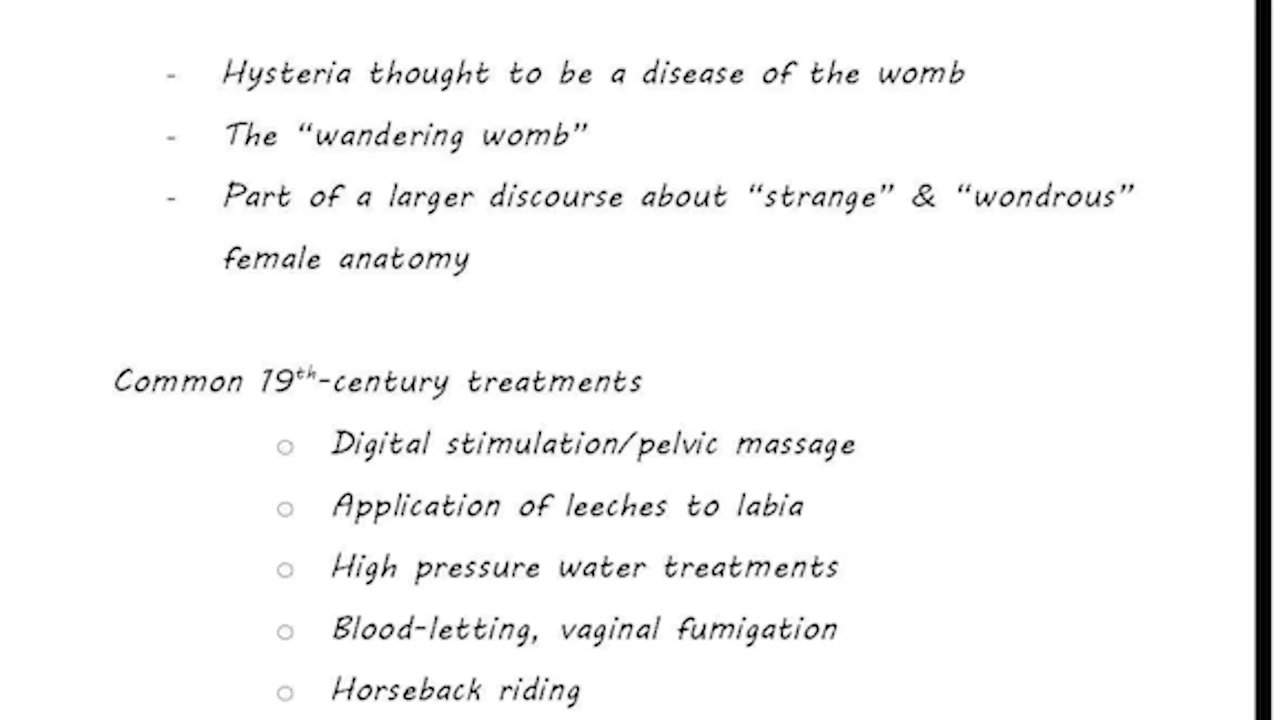 - Hysteria thought to be a disease of the womb
- The “wandering womb”
- Part of a larger discourse about “strange” & “wondrous”
female anatomy
Common 19th-century treatments
○ Digital stimulation/pelvic massage
○ Application of leeches to labia
○ High pressure water treatments
○ Blood-letting, vaginal fumigation
○ Horseback riding